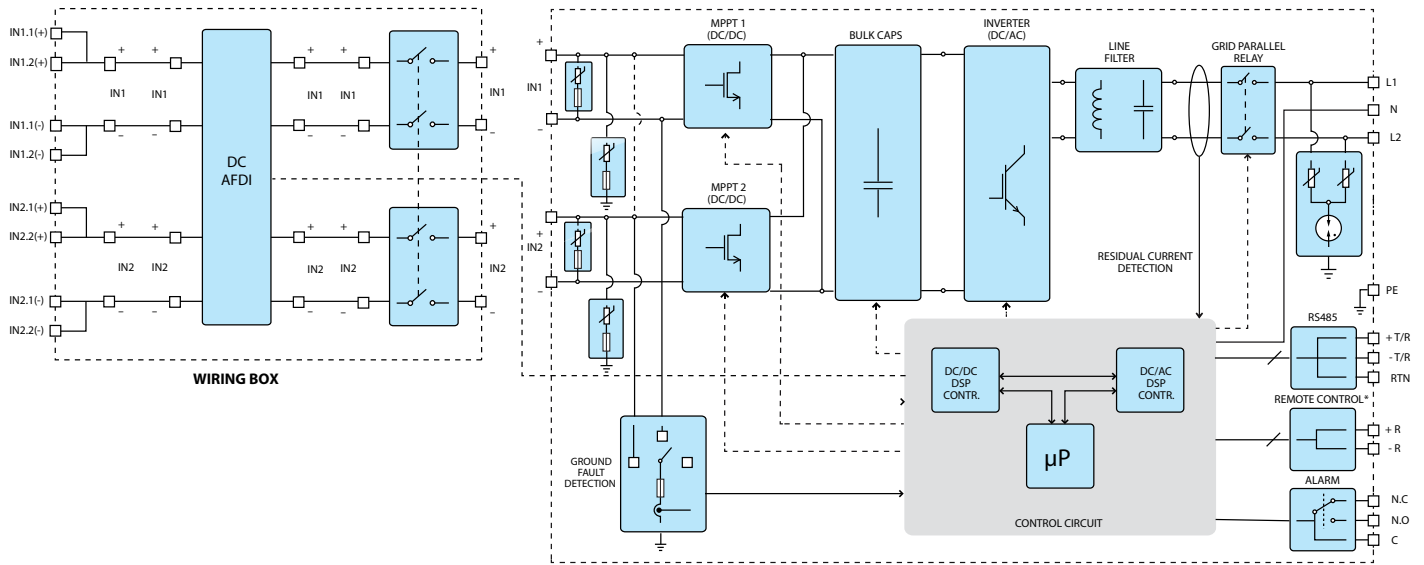 IN1.1(+)
IN1.2(+)
IN1.1(-)
IN1.2(-)
IN2.1(+)
IN2.2(+)
IN2.1(-)
IN2.2(-)
+ +
IN1 IN1
– –
+ +
IN2 IN2
– –
DC
AFDI
+ +
IN1 IN1
– –
+ +
IN2 IN2
– –
+
IN1
–
+
IN2
–
WIRING BOX
+
IN1
–
+
IN2
–
MPPT 1
(DC/DC)
MPPT 2
(DC/DC)
BULK CAPS
INVERTER
(DC/AC)
LINE
FILTER
GRID PARALLEL
RELAY
L1
N
L2
RESIDUAL CURRENT
DETECTION
PE
GROUND
FAULT
DETECTION
DC/DC
DSP
CONTR.
DC/AC
DSP
CONTR.
µP
CONTROL CIRCUIT
RS485
+ T/R
- T/R
RTN
REMOTE CONTROL*
+ R
- R
ALARM
N.C
N.O
C